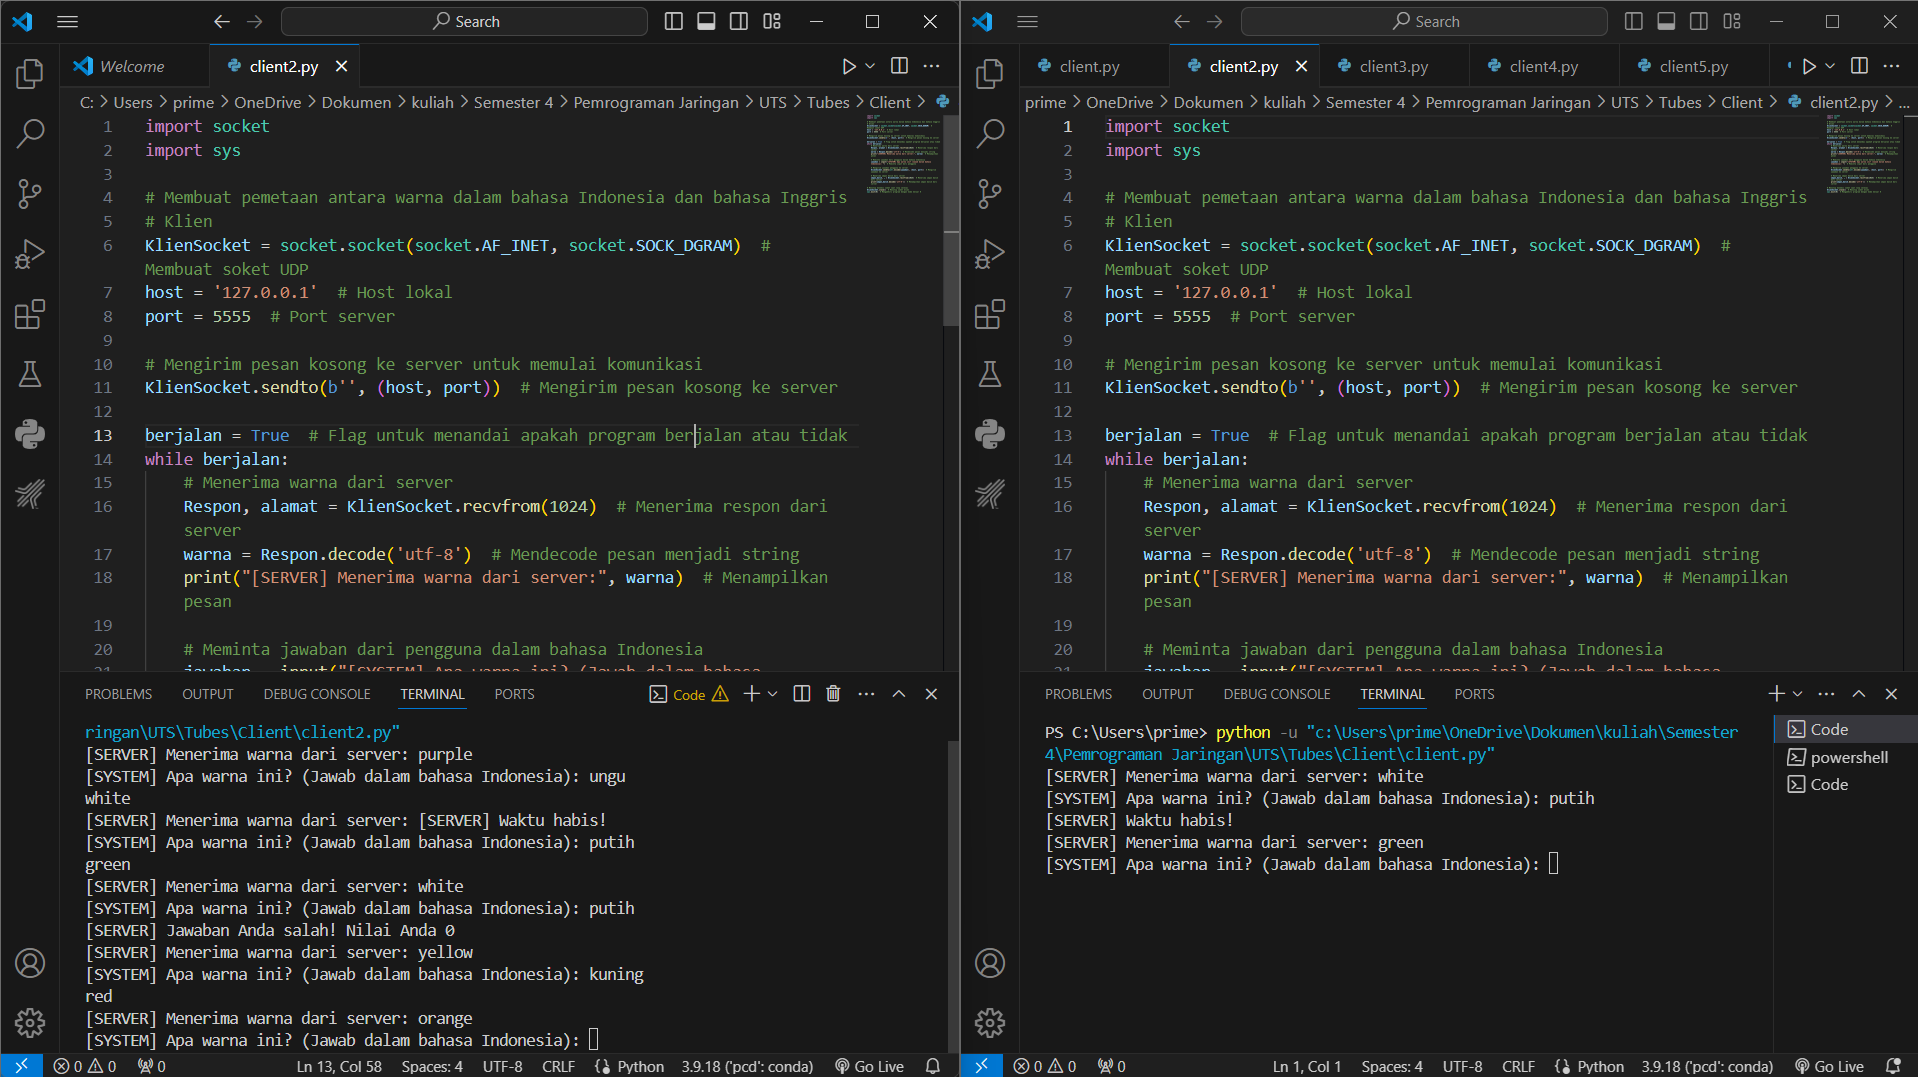 Search
Welcome
client2.py
C: > Users > prime > OneDrive > Dokumen > kuliah > Semester 4 > Pemrograman Jaringan > UTS > Tubes > Client >
1 import socket
2 import sys
3
4 # Membuat pemetaan antara warna dalam bahasa Indonesia dan bahasa Inggris
5 # Klien
6 KlienSocket = socket.socket(socket.AF_INET, socket.SOCK_DGRAM) #
Membuat soket UDP
7 host = '127.0.0.1' # Host lokal
8 port = 5555 # Port server
9
10 # Mengirim pesan kosong ke server untuk memulai komunikasi
11 KlienSocket.sendto(b'', (host, port)) # Mengirim pesan kosong ke server
12
13 berjalan = True # Flag untuk menandai apakah program berjalan atau tidak
14 while berjalan:
15 # Menerima warna dari server
16 Respon, alamat = KlienSocket.recvfrom(1024) # Menerima respon dari
server
17 warna = Respon.decode('utf-8') # Mendecode pesan menjadi string
18 print("[SERVER] Menerima warna dari server:", warna) # Menampilkan
pesan
19
20 # Meminta jawaban dari pengguna dalam bahasa Indonesia
21 jawaban = input("[SYSTEM] Apa warna ini? (Jawab dalam bahasa
PROBLEMS OUTPUT DEBUG CONSOLE TERMINAL PORTS
Code
ringan\UTS\Tubes\Client\client2.py"
[SERVER] Menerima warna dari server: purple
[SYSTEM] Apa warna ini? (Jawab dalam bahasa Indonesia): ungu
white
[SERVER] Menerima warna dari server: [SERVER] Waktu habis!
[SYSTEM] Apa warna ini? (Jawab dalam bahasa Indonesia): putih
green
[SERVER] Menerima warna dari server: white
[SYSTEM] Apa warna ini? (Jawab dalam bahasa Indonesia): putih
[SERVER] Jawaban Anda salah! Nilai Anda 0
[SERVER] Menerima warna dari server: yellow
[SYSTEM] Apa warna ini? (Jawab dalam bahasa Indonesia): kuning
red
[SERVER] Menerima warna dari server: orange
[SYSTEM] Apa warna ini? (Jawab dalam bahasa Indonesia):
0 0 0 Ln 13, Col 58 Spaces: 4 UTF-8 CRLF Python 3.9.18 ('pcd': conda) Go Live
Search
client.py client2.py client3.py client4.py client5.py
prime > OneDrive > Dokumen > kuliah > Semester 4 > Pemrograman Jaringan > UTS > Tubes > Client > client2.py > ...
1 import socket
2 import sys
3
4 # Membuat pemetaan antara warna dalam bahasa Indonesia dan bahasa Inggris
5 # Klien
6 KlienSocket = socket.socket(socket.AF_INET, socket.SOCK_DGRAM) #
Membuat soket UDP
7 host = '127.0.0.1' # Host lokal
8 port = 5555 # Port server
9
10 # Mengirim pesan kosong ke server untuk memulai komunikasi
11 KlienSocket.sendto(b'', (host, port)) # Mengirim pesan kosong ke server
12
13 berjalan = True # Flag untuk menandai apakah program berjalan atau tidak
14 while berjalan:
15 # Menerima warna dari server
16 Respon, alamat = KlienSocket.recvfrom(1024) # Menerima respon dari
server
17 warna = Respon.decode('utf-8') # Mendecode pesan menjadi string
18 print("[SERVER] Menerima warna dari server:", warna) # Menampilkan
pesan
19
20 # Meminta jawaban dari pengguna dalam bahasa Indonesia
21 jawaban = input("[SYSTEM] Apa warna ini? (Jawab dalam bahasa
PROBLEMS OUTPUT DEBUG CONSOLE TERMINAL PORTS
PS C:\Users\prime> python -u "c:\Users\prime\OneDrive\Dokumen\kuliah\Semester
4\Pemrograman Jaringan\UTS\Tubes\Client\client.py"
[SERVER] Menerima warna dari server: white
[SYSTEM] Apa warna ini? (Jawab dalam bahasa Indonesia): putih
[SERVER] Waktu habis!
[SERVER] Menerima warna dari server: green
[SYSTEM] Apa warna ini? (Jawab dalam bahasa Indonesia):
Code
powershell
Code
0 0 0 Ln 1, Col 1 Spaces: 4 UTF-8 CRLF Python 3.9.18 ('pcd': conda) Go Live